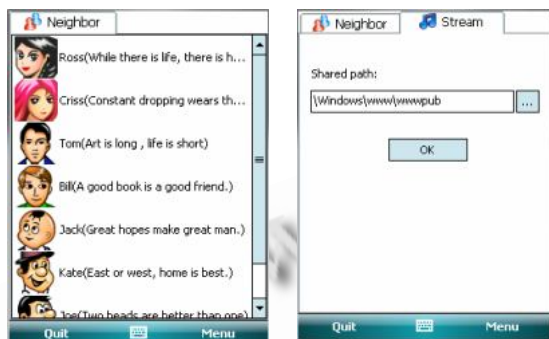 Neighbor
Ross(While there is life, there is h...
Criss(Constant dropping wears th...
Tom(Art is long , life is short)
Bill(A good book is a good friend.)
Jack(Great hopes make great man.)
Kate(East or west, home is best.)
Joe(Two heads are better than one)
Quit
Menu
Neighbor
Stream
Shared path:
\Windows\www\wwwpub
...
OK
Quit
Menu